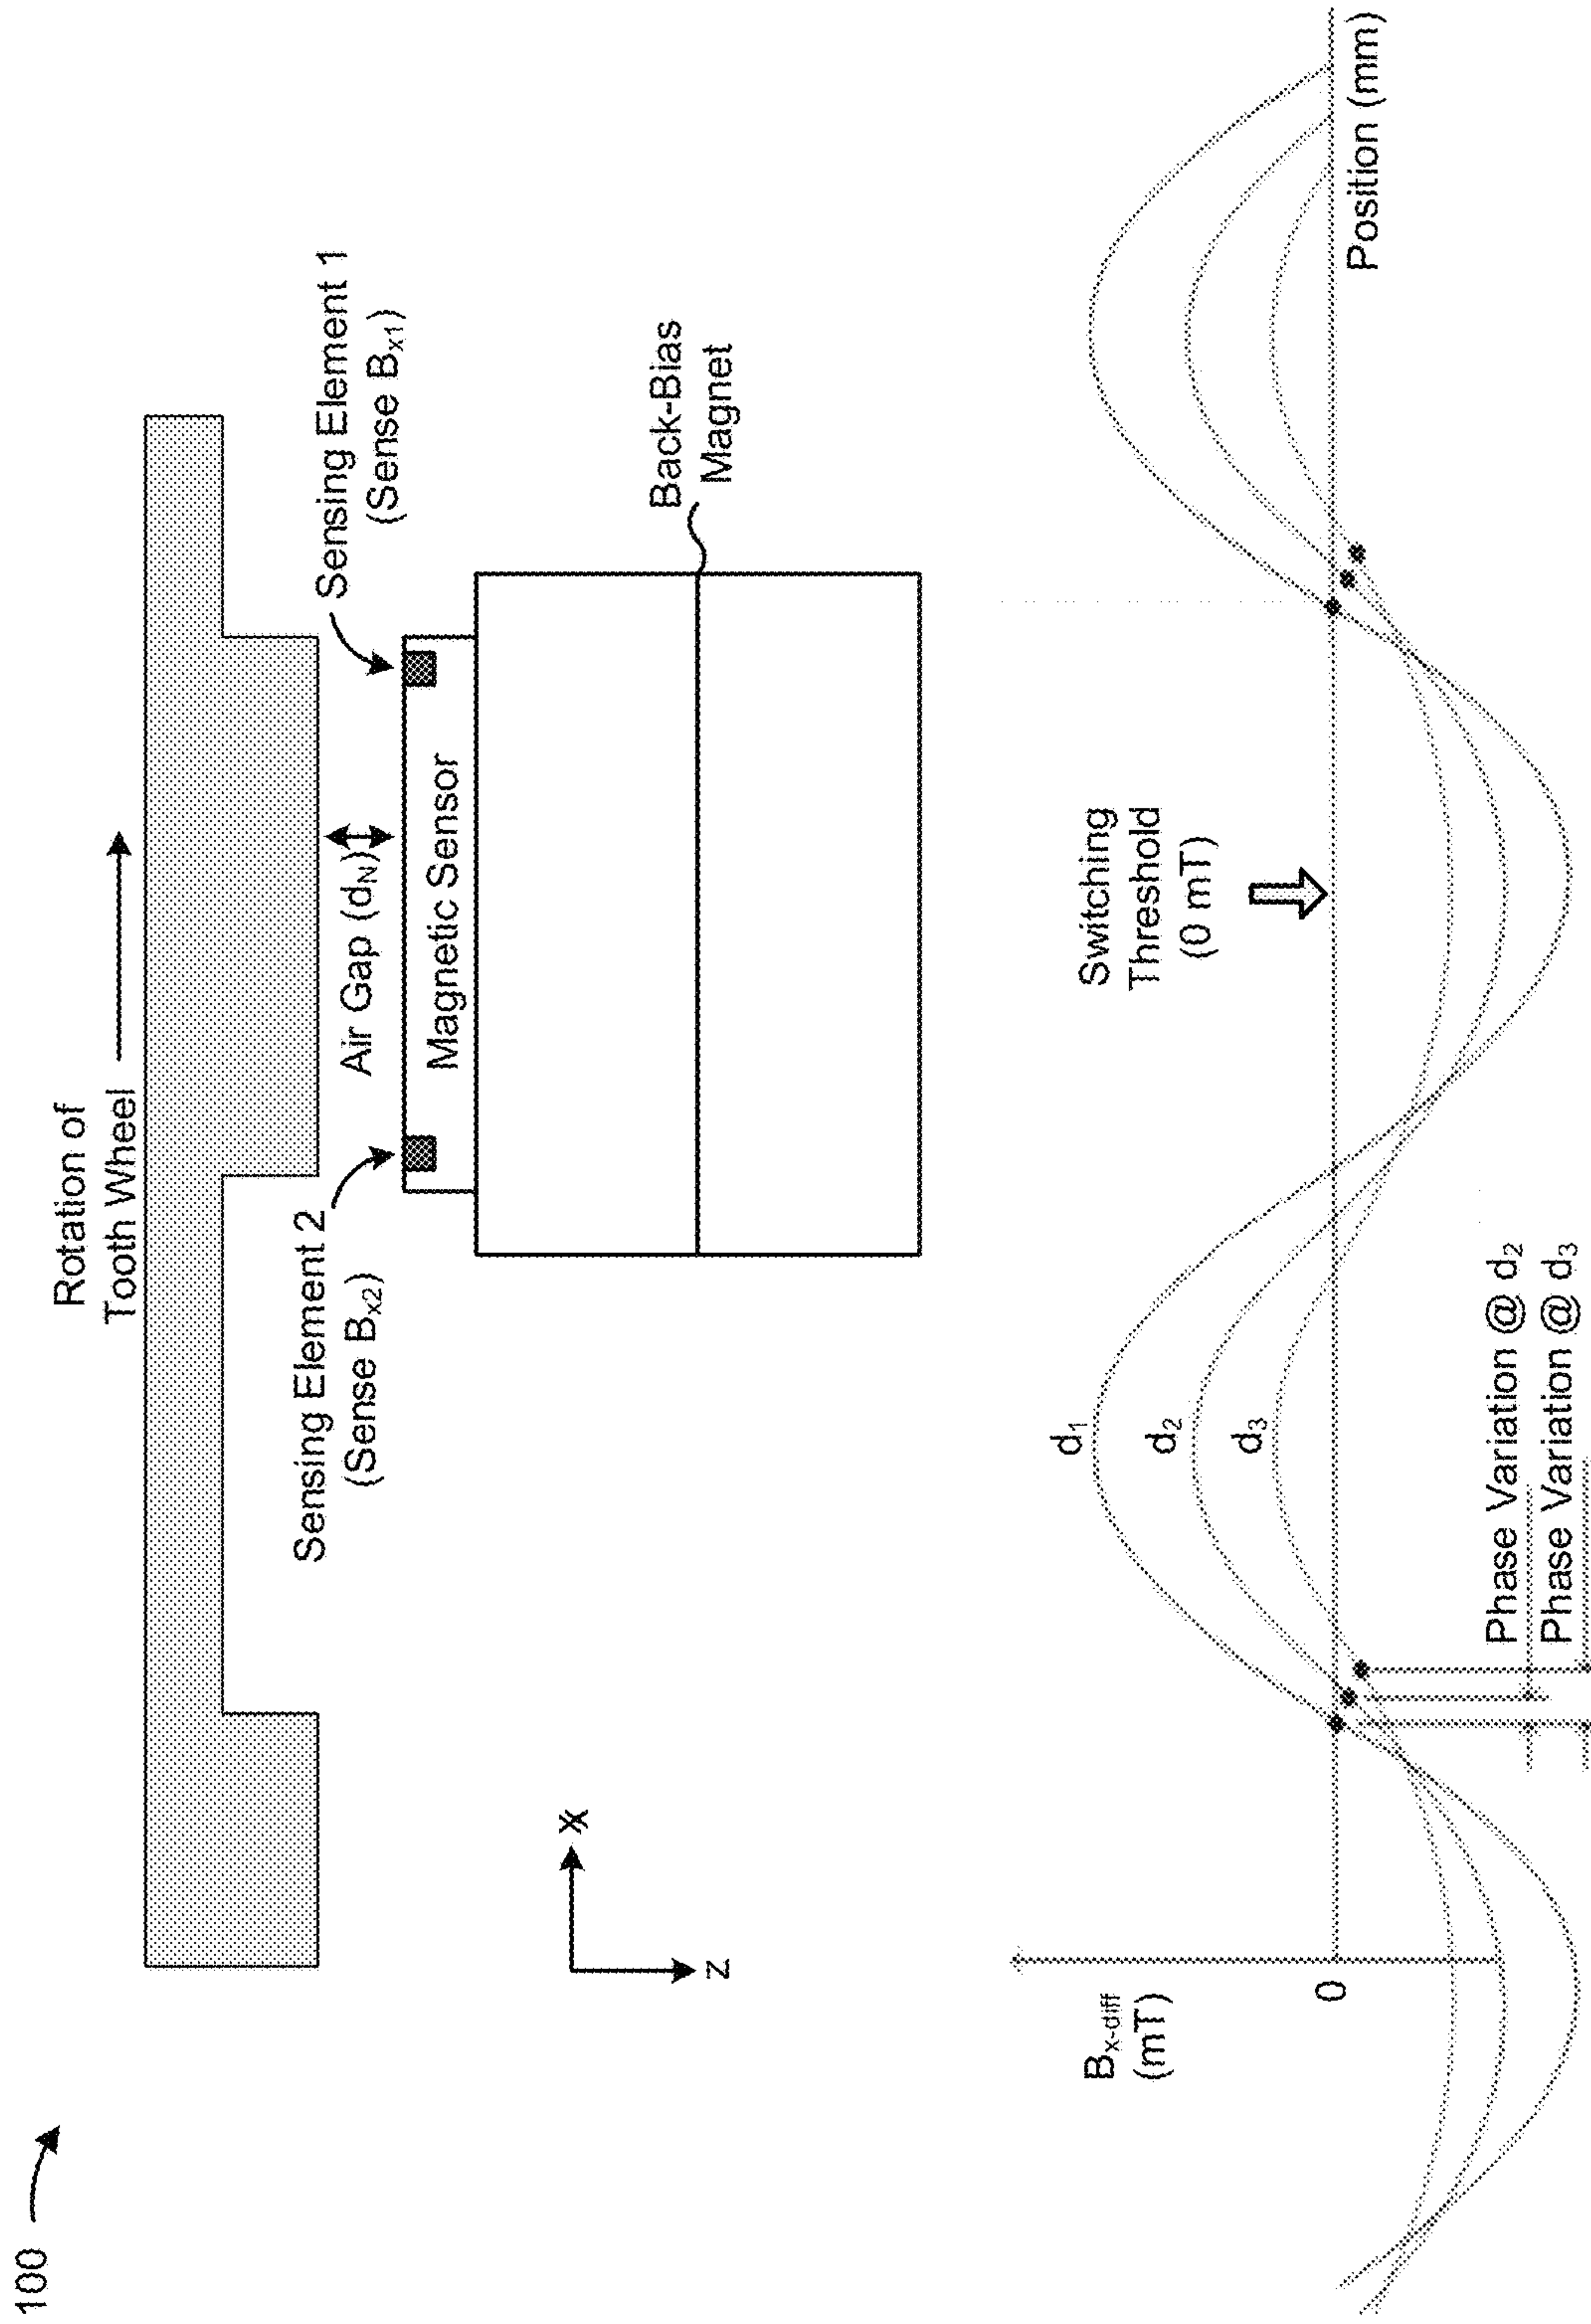 100
Rotation of
Tooth Wheel
Sensing Element 2
(Sense Bx2)
Air Gap (dN)
Sensing Element 1
(Sense Bx1)
Magnetic Sensor
Back-Bias
Magnet
X
Z
Bx-diff
(mT)
0
d1
d2
d3
Switching
Threshold
(0 mT)
Position (mm)
Phase Variation @ d2
Phase Variation @ d3